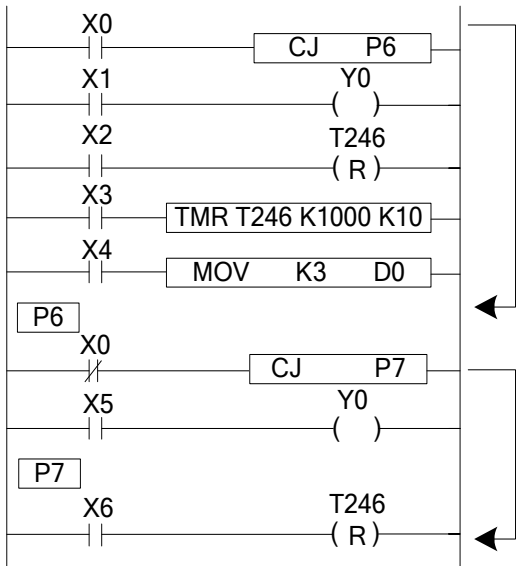 X0
CJ P6
X1
Y0
( )
X2
T246
( R )
X3
TMR T246 K1000 K10
X4
MOV K3 D0
P6
X0
CJ P7
X5
Y0
( )
P7
X6
T246
( R )